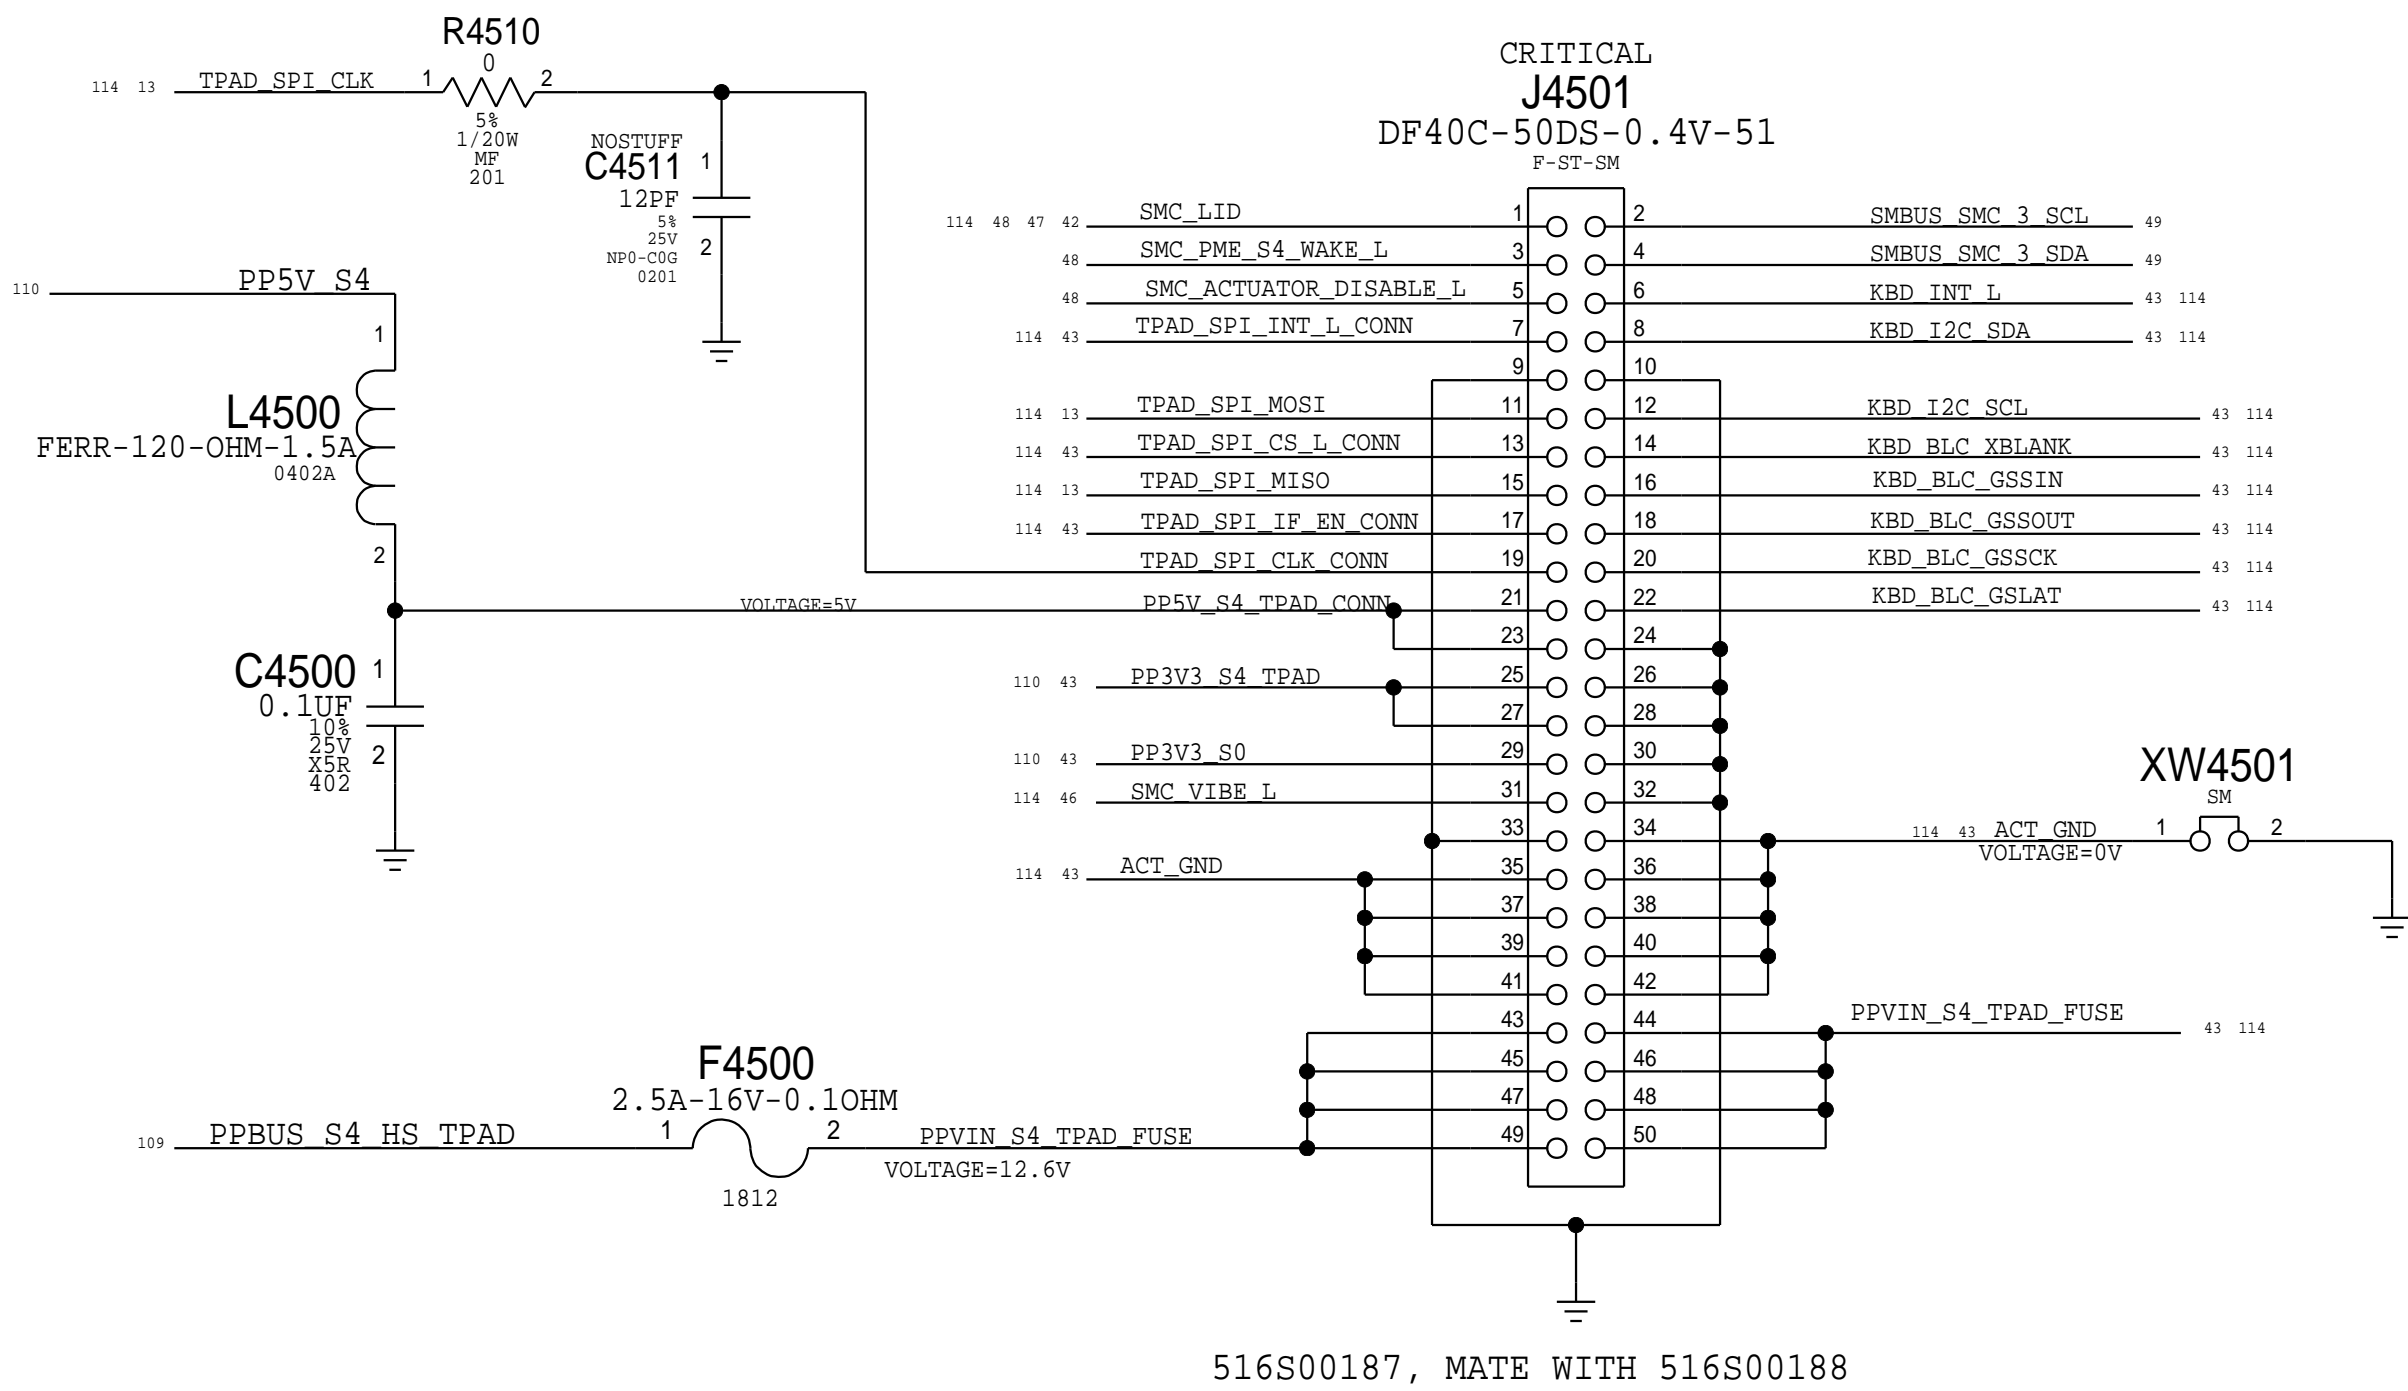 R4510
0
114 13 TPAD_SPI_CLK 1 2
5%
1/20W
MF
201
NOSTUFF
C4511 1
12PF
5%
25V
2
NP0-C0G
0201
CRITICAL
J4501
DF40C-50DS-0.4V-51
F-ST-SM
110 PP5V_S4
1
L4500
FERR-120-OHM-1.5A
0402A
2
VOLTAGE=5V
C4500 1
0.1UF
10%
25V
X5R
402
2
114 48 47 42 SMC_LID 1 2 SMBUS_SMC_3_SCL 49
48 SMC_PME_S4_WAKE_L 3 4 SMBUS_SMC_3_SDA 49
48 SMC_ACTUATOR_DISABLE_L 5 6 KBD_INT_L 43 114
114 43 TPAD_SPI_INT_L_CONN 7 8 KBD_I2C_SDA 43 114
9 10
114 13 TPAD_SPI_MOSI 11 12 KBD_I2C_SCL 43 114
114 43 TPAD_SPI_CS_L_CONN 13 14 KBD_BLC_XBLANK 43 114
114 13 TPAD_SPI_MISO 15 16 KBD_BLC_GSSIN 43 114
114 43 TPAD_SPI_IF_EN_CONN 17 18 KBD_BLC_GSSOUT 43 114
TPAD_SPI_CLK_CONN 19 20 KBD_BLC_GSSCK 43 114
PP5V_S4_TPAD_CONN 21 22 KBD_BLC_GSLAT 43 114
23 24
110 43 PP3V3_S4_TPAD 25 26
27 28
110 43 PP3V3_S0 29 30
114 46 SMC_VIBE_L 31 32
33 34 114 43 ACT_GND 1 2
VOLTAGE=0V
XW4501
SM
114 43 ACT_GND 35 36
37 38
39 40
41 42
43 44 PPVIN_S4_TPAD_FUSE 43 114
45 46
47 48
49 50
F4500
2.5A-16V-0.1OHM
109 PPBUS_S4_HS_TPAD 1 2 PPVIN_S4_TPAD_FUSE
VOLTAGE=12.6V
1812
516S00187, MATE WITH 516S00188